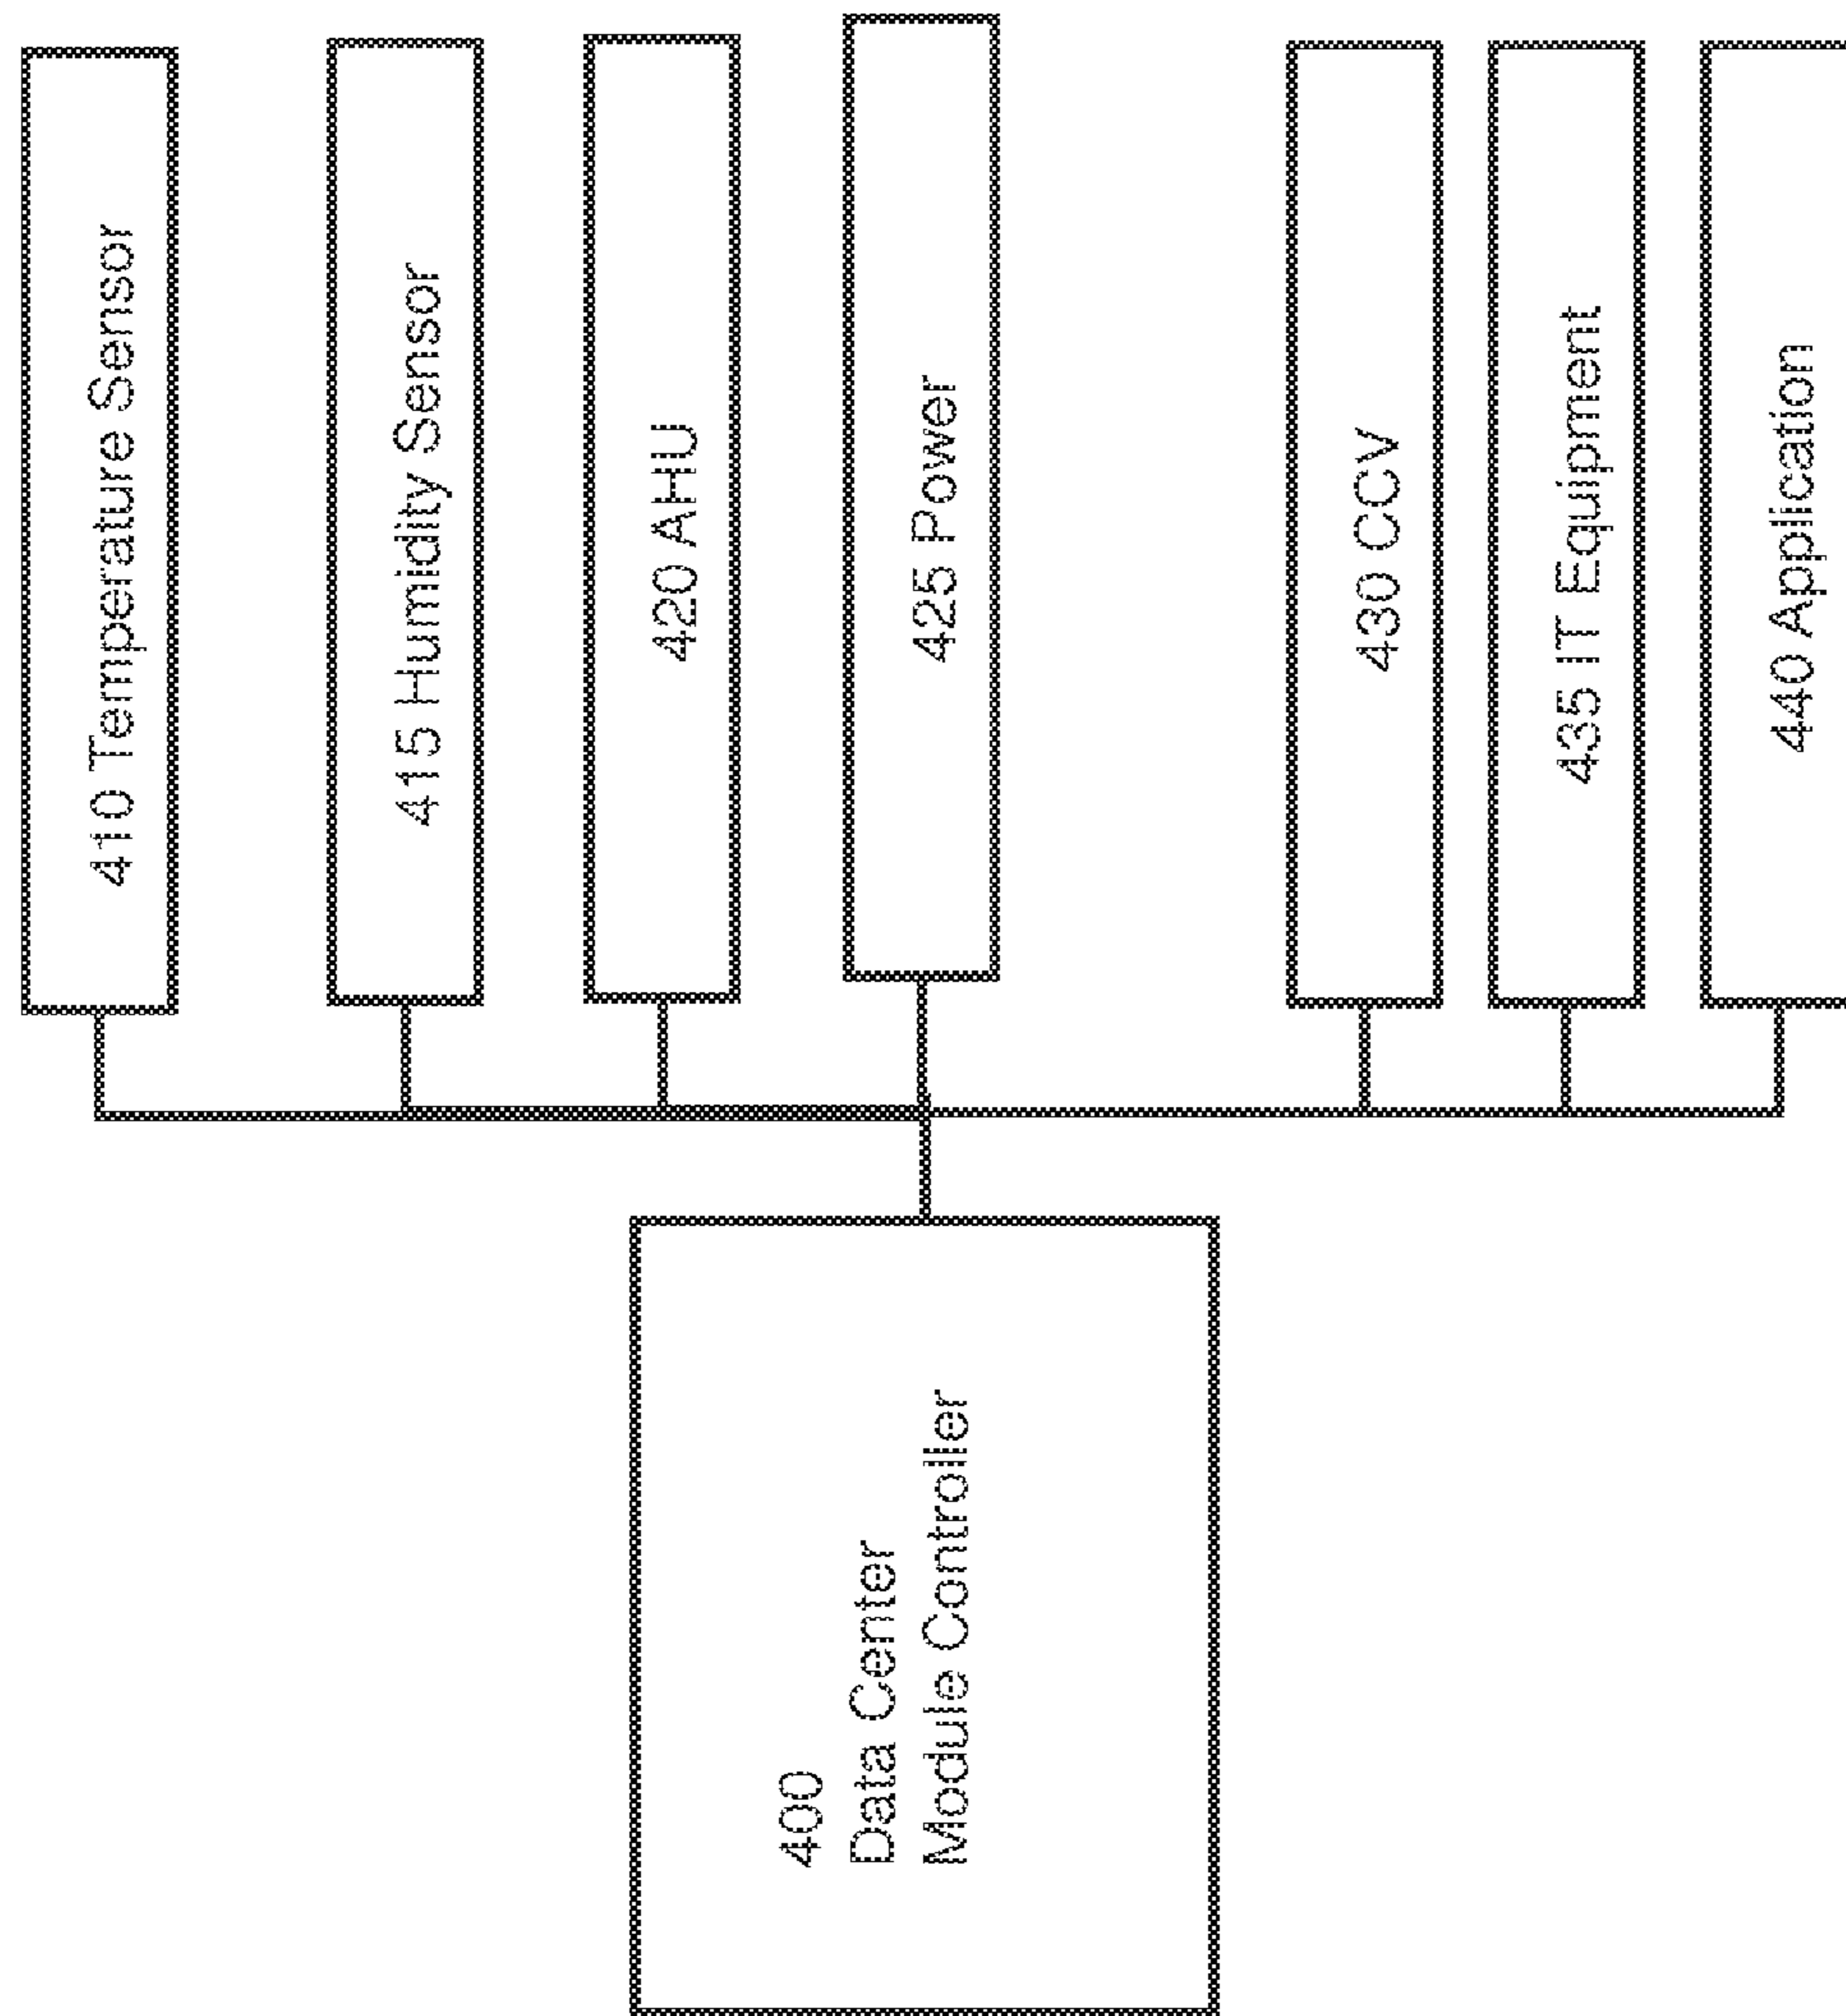 410 Temperature Sensor
415 Humidity Sensor
420 AHU
425 Power
430 CCV
435 IT Equipment
440 Application
400
Data Center
Module Controller